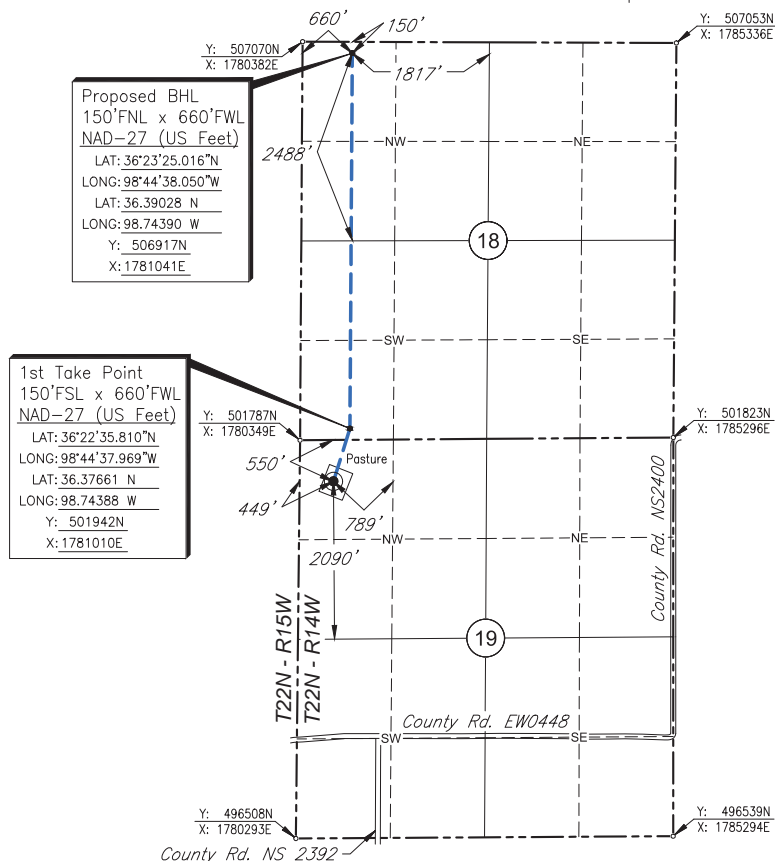 660'
150'
Y: 507070N
X: 1780382E
Y: 507053N
X: 1785336E
1817'
Proposed BHL
150'FNL x 660'FWL
NAD-27 (US Feet)
LAT: 36°23'25.016"N
LONG: 98°44'38.050"W
LAT: 36.39028 N
LONG: 98.74390 W
Y: 506917N
X: 1781041E
NW
NE
2488'
18
SW
SE
1st Take Point
150'FSL x 660'FWL
NAD-27 (US Feet)
LAT: 36°22'35.810"N
LONG: 98°44'37.969"W
LAT: 36.37661 N
LONG: 98.74388 W
Y: 501942N
X: 1781010E
Y: 501787N
X: 1780349E
Y: 501823N
X: 1785296E
550'
Pasture
449'
789'
NW
NE
2090'
County Rd. NS2400
T22N - R15W
T22N - R14W
19
County Rd. EW0448
SW
SE
Y: 496508N
X: 1780293E
Y: 496539N
X: 1785294E
County Rd. NS 2392